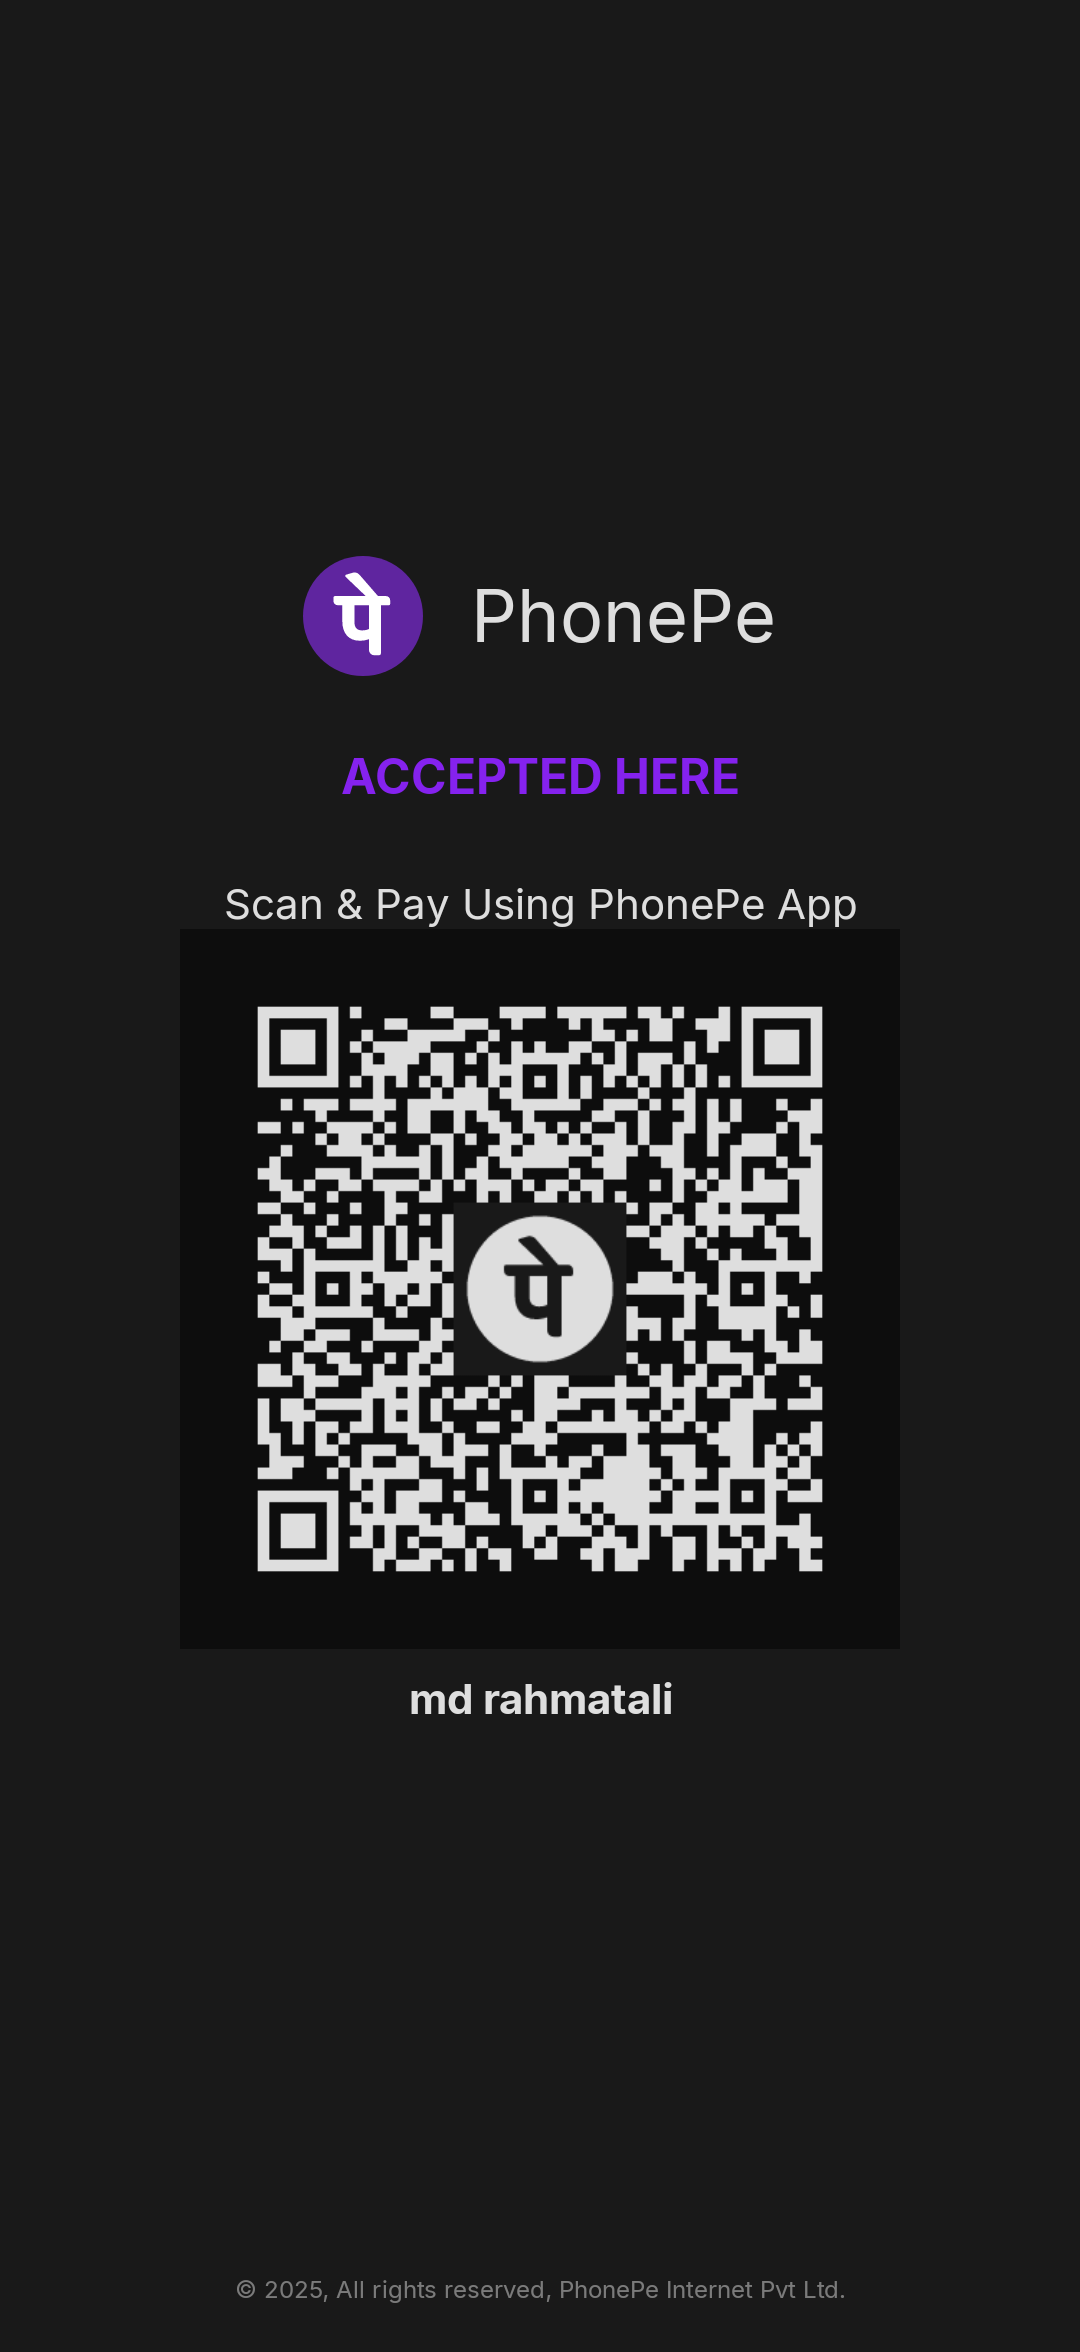 पे PhonePe
ACCEPTED HERE
Scan & Pay Using PhonePe App
पे
md rahmatali
© 2025, All rights reserved, PhonePe Internet Pvt Ltd.